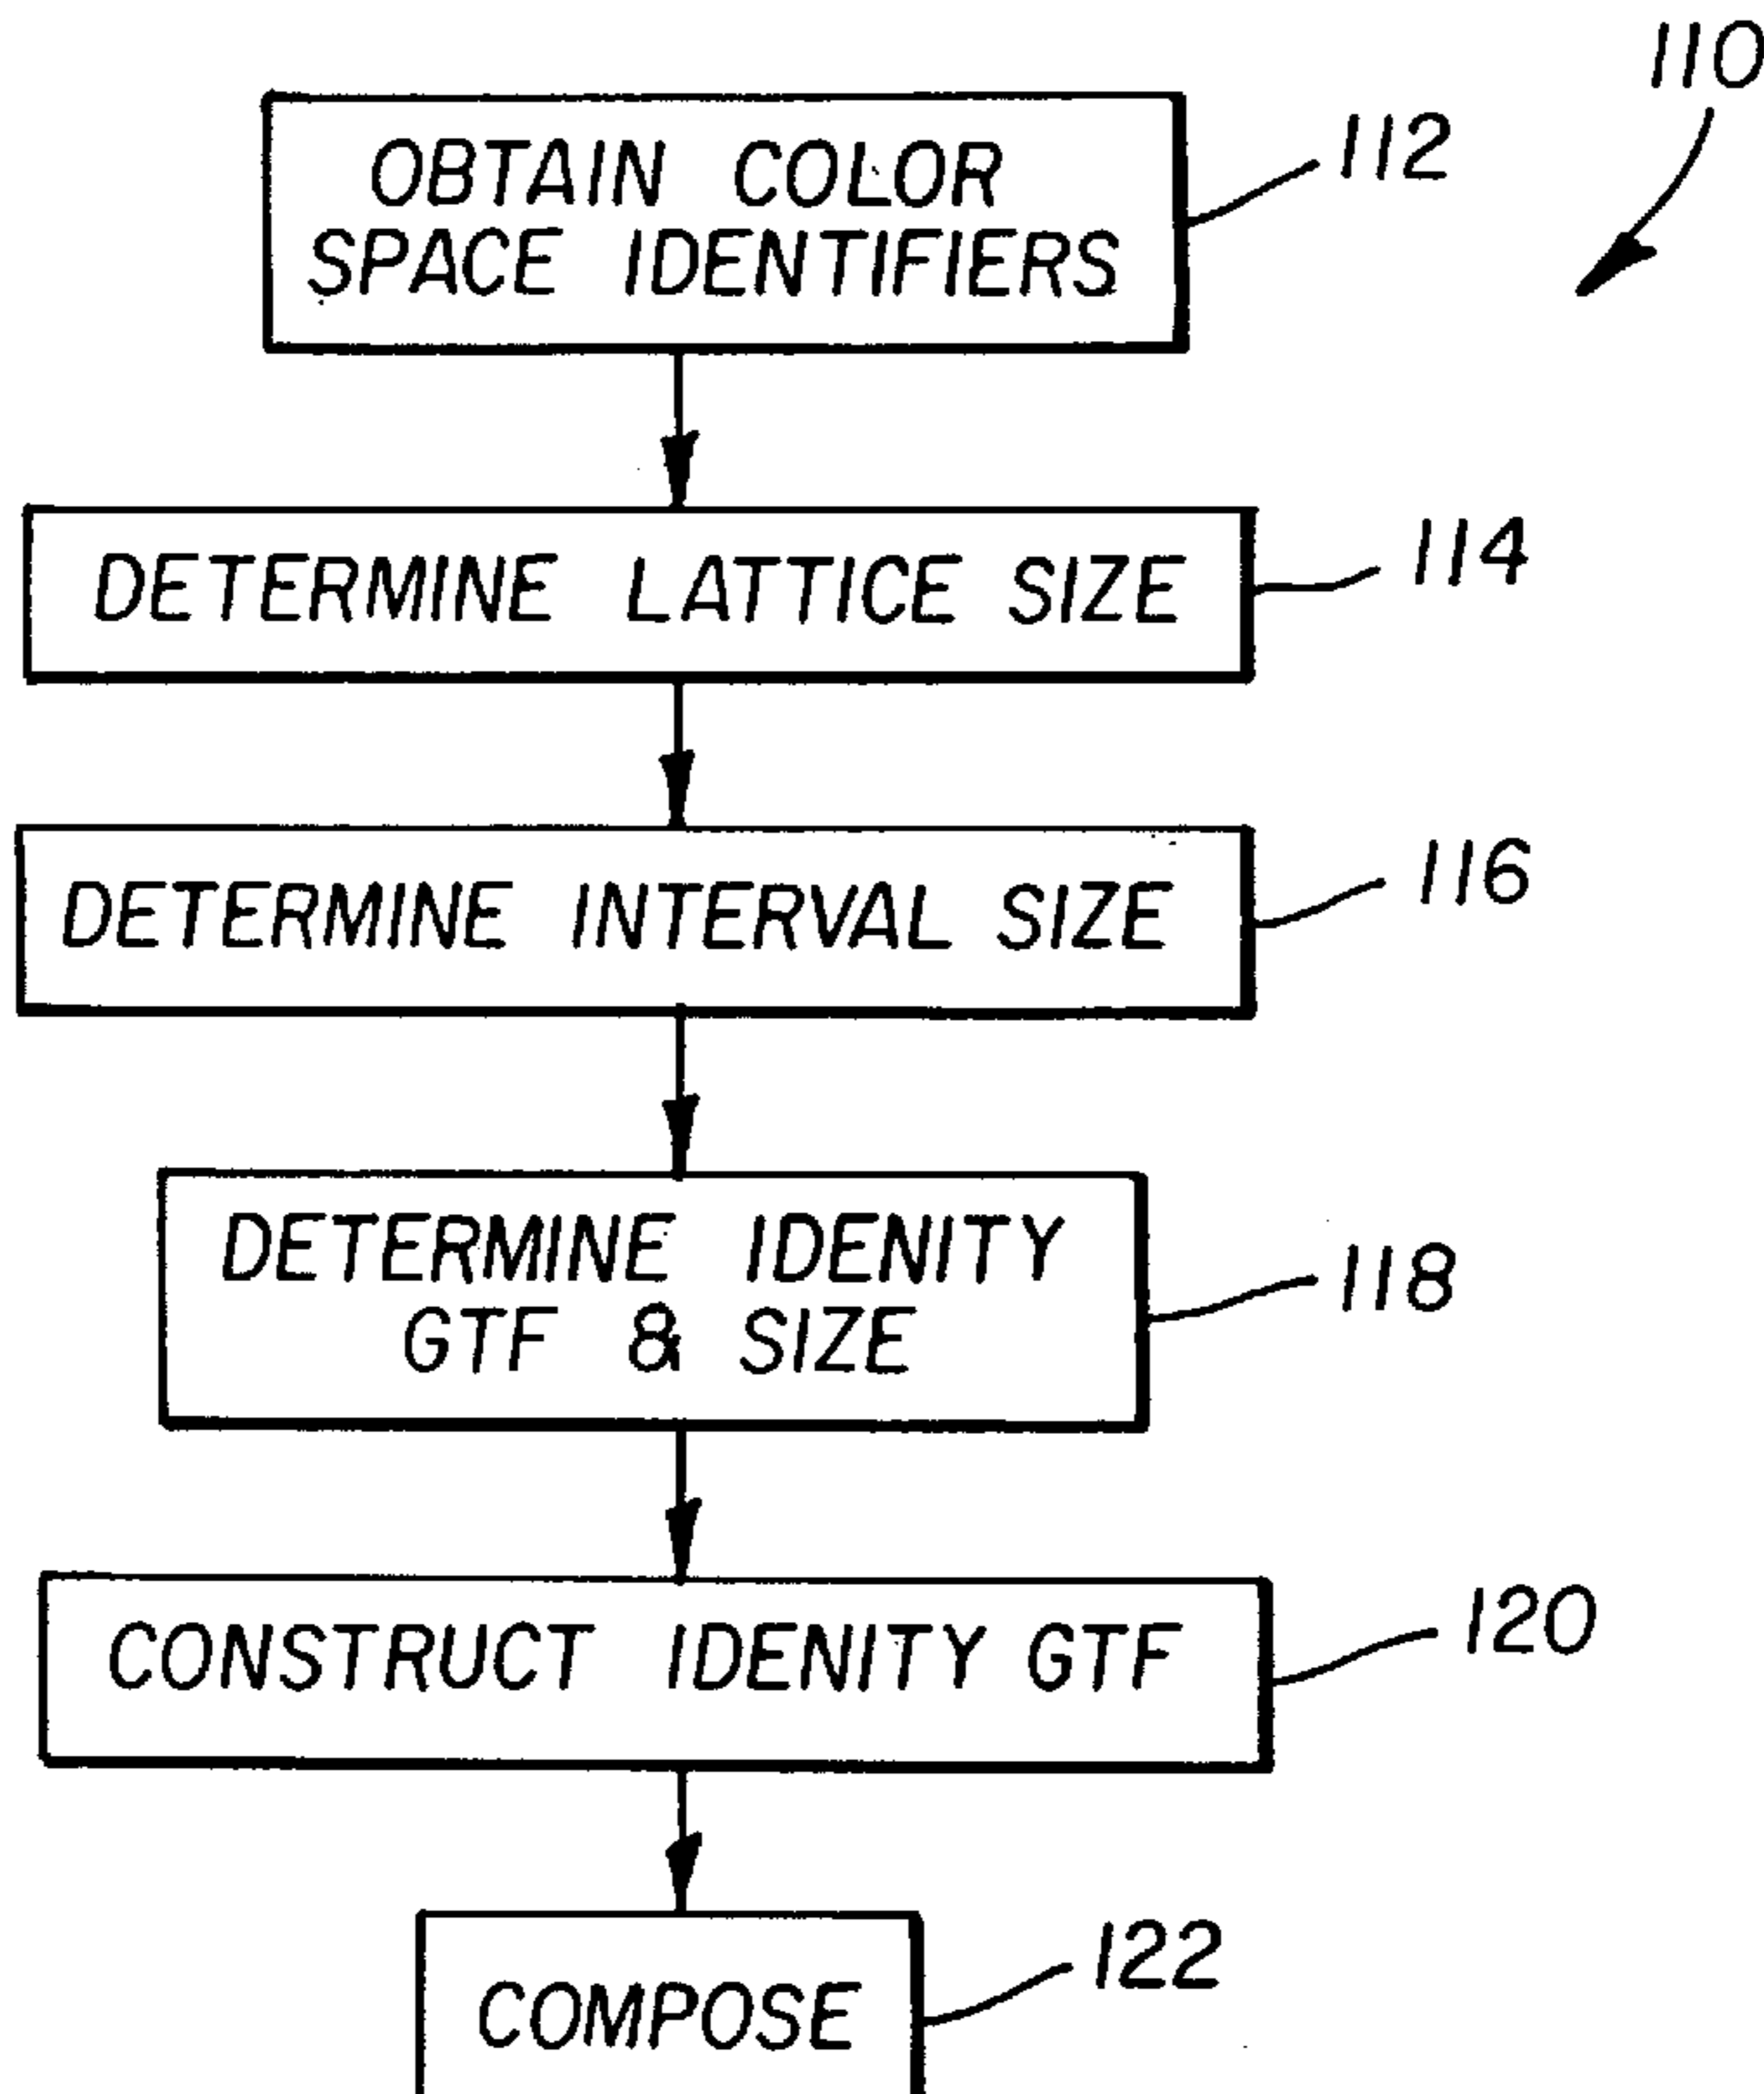 110
OBTAIN COLOR
SPACE IDENTIFIERS
112
DETERMINE LATTICE SIZE
114
DETERMINE INTERVAL SIZE
116
DETERMINE IDENITY
GTF & SIZE
118
CONSTRUCT IDENITY GTF
120
COMPOSE
122